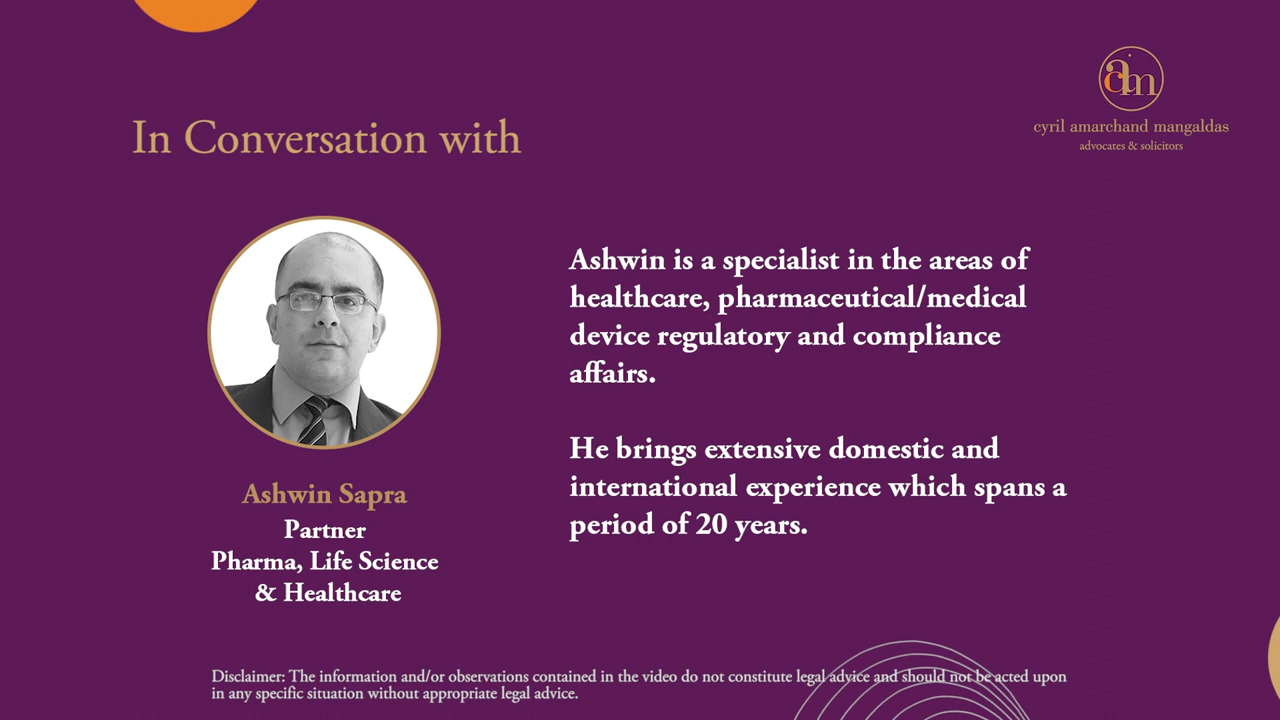 In Conversation with
cam
cyril amarchand mangaldas
advocates & solicitors
Ashwin is a specialist in the areas of
healthcare, pharmaceutical/medical
device regulatory and compliance
affairs.
He brings extensive domestic and
international experience which spans a
period of 20 years.
Ashwin Sapra
Partner
Pharma, Life Science
& Healthcare
Disclaimer: The information and/or observations contained in the video do not constitute legal advice and should not be acted upon
in any specific situation without appropriate legal advice.